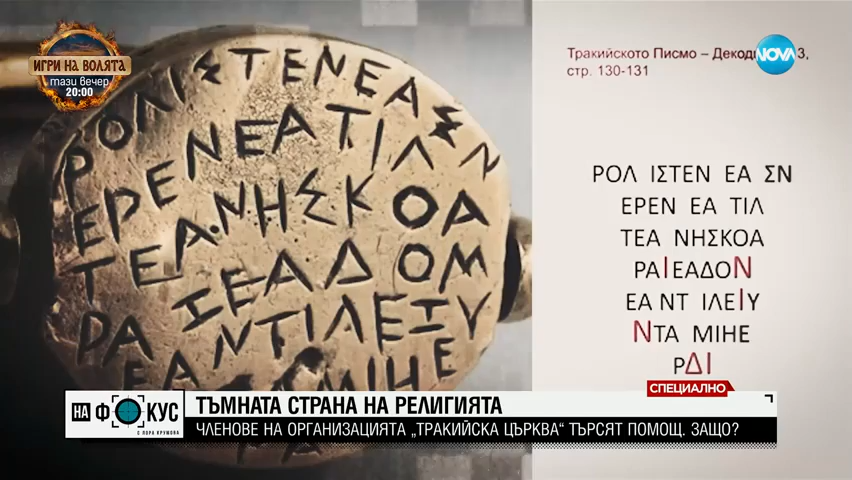 ИГРИ НА ВОЛЯТА
тази вечер
20:00
NOVA
Тракийското Писмо – 3,
стр. 130-131
ΡΟΛΙΣΤΕΝΕΑΣΝ
ΕΡΕΝΕΑΤΙΛ
ΤΕΑΝΗΣΚΟΑ
ΡΑΙΕΑΔΟΜ
ΕΑΝΤΙΛΕΙΥ
ΜΙΗΕ
ΡΟΛ ΙΣΤΕΝ ΕΑ ΣΝ
ΕΡΕΝ ΕΑ ΤΙΛ
ΤΕΑ ΝΗΣΚΟΑ
ΡΑΙΕΑΔΟΝ
ΕΑ ΝΤ ΙΛΕΙΥ
ΝΤΑ ΜΙΗΕ
ΡΔΙ
СПЕЦИАЛНО
НА ФОКУС
С ЛОРА КРУМОВА
ТЪМНАТА СТРАНА НА РЕЛИГИЯТА
ЧЛЕНОВЕ НА ОРГАНИЗАЦИЯТА „ТРАКИЙСКА ЦЪРКВА“ ТЪРСЯТ ПОМОЩ. ЗАЩО?